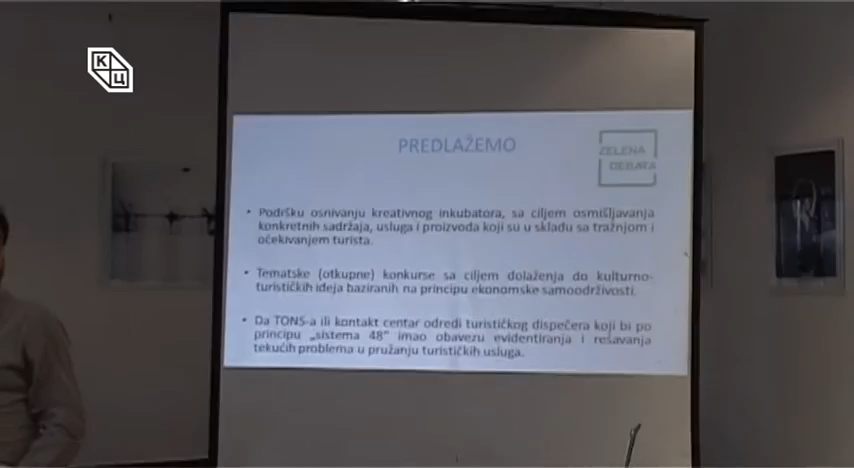 К
Ц
PREDLAŽEMO
ZELENA
DEBATA
• Podršku osnivanju kreativnog inkubatora, sa ciljem osmišljavanja
konkretnih sadržaja, usluga i proizvoda koji su u skladu sa tražnjom i
očekivanjem turista.
• Tematske (otkupne) konkurse sa ciljem dolaženja do kulturno-
turističkih ideja baziranih na principu ekonomske samoodrživosti.
• Da TONS-a ili kontakt centar odredi turističkog dispečera koji bi po
principu „sistema 48" imao obavezu evidentiranja i rešavanja
tekućih problema u pružanju turističkih usluga.